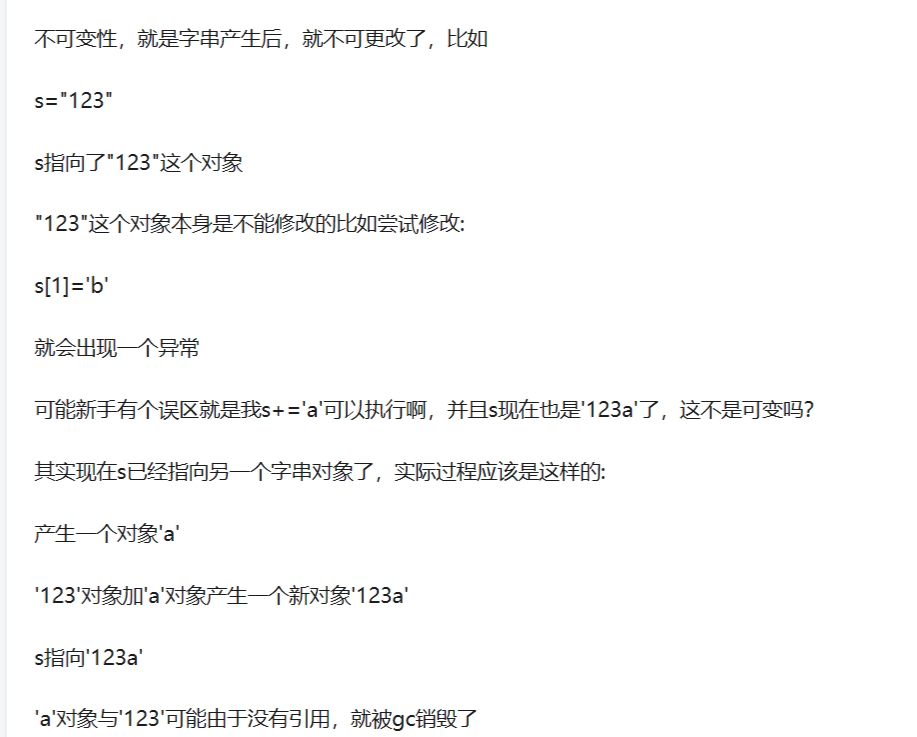 不可变性，就是字串产生后，就不可更改了，比如
s="123"
s指向了"123"这个对象
"123"这个对象本身是不能修改的比如尝试修改:
s[1]='b'
就会出现一个异常
可能新手有个误区就是我s+='a'可以执行啊，并且s现在也是'123a'了，这不是可变吗？
其实现在s已经指向另一个字串对象了，实际过程应该是这样的:
产生一个对象'a'
'123'对象加'a'对象产生一个新对象'123a'
s指向'123a'
'a'对象与'123'可能由于没有引用，就被gc销毁了